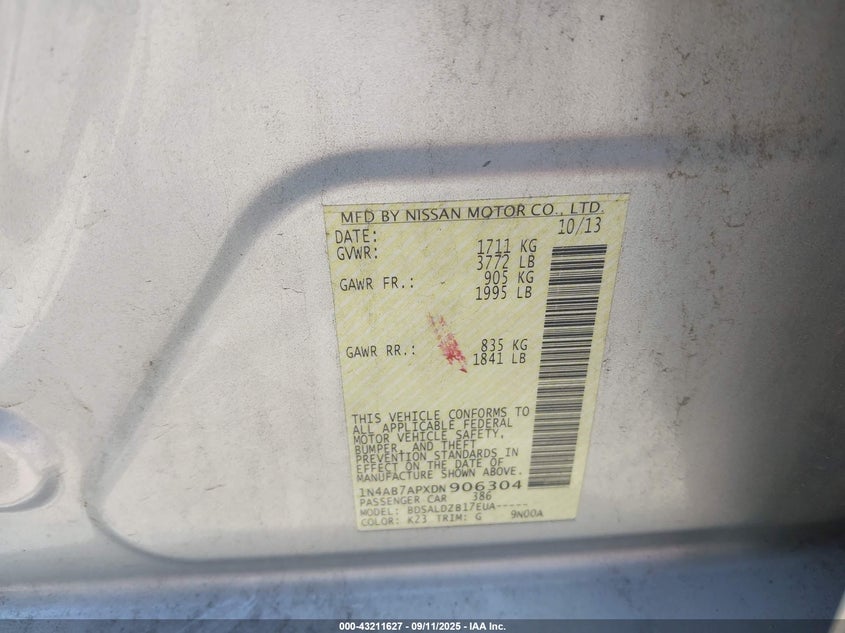 MFD BY NISSAN MOTOR CO., LTD.
DATE: 10/13
GVWR: 1711 KG
3772 LB
GAWR FR.: 905 KG
1995 LB
GAWR RR.: 835 KG
1841 LB
THIS VEHICLE CONFORMS TO
ALL APPLICABLE FEDERAL
MOTOR VEHICLE SAFETY,
BUMPER, AND THEFT
PREVENTION STANDARDS IN
EFFECT ON THE DATE OF
MANUFACTURE SHOWN ABOVE.
1N4AB7APXDN906304
PASSENGER CAR 386
MODEL: BDSALDZB17EUA-----
COLOR: K23 TRIM: G 9N00A
000-43211627 - 09/11/2025 - IAA Inc.